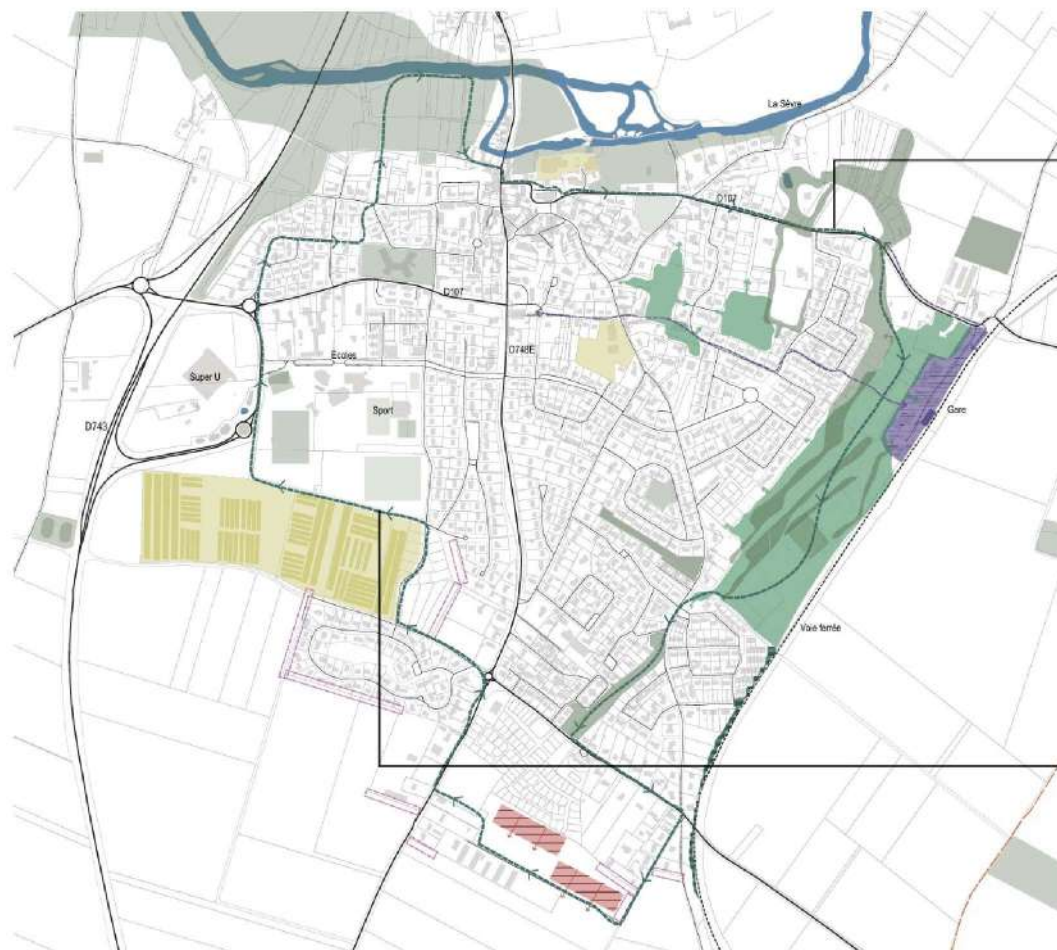 La Sèvre
D107
D107
D748E
Ecoles
Super U
Sport
Gare
D743
Voie ferrée